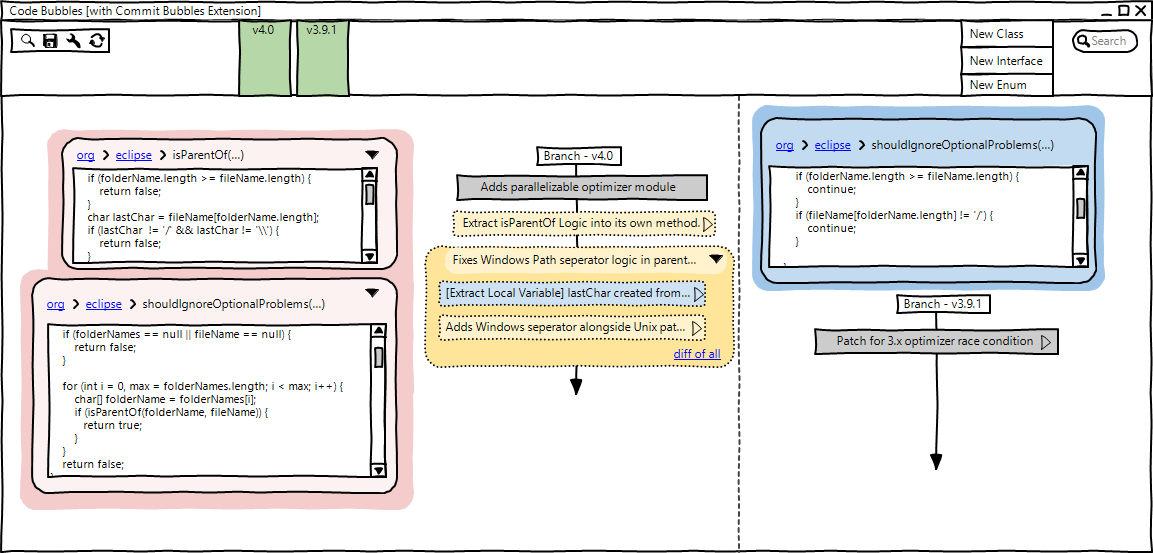 Code Bubbles [with Commit Bubbles Extension]
v4.0
v3.9.1
New Class
New Interface
New Enum
Search
org
eclipse
isParentOf(...)
if (folderName.length >= fileName.length) {
return false;
}
char lastChar = fileName[folderName.length];
if (lastChar != '/' && lastChar != '\\') {
return false;
}
org
eclipse
shouldIgnoreOptionalProblems(...)
if (folderNames == null || fileName == null) {
return false;
}
for (int i = 0, max = folderNames.length; i < max; i++) {
char[] folderName = folderNames[i];
if (isParentOf(folderName, fileName)) {
return true;
}
}
return false;
Branch - v4.0
Adds parallelizable optimizer module
Extract isParentOf Logic into its own method.
Fixes Windows Path seperator logic in parent...
[Extract Local Variable] lastChar created from...
Adds Windows seperator alongside Unix pat...
diff of all
org
eclipse
shouldIgnoreOptionalProblems(...)
if (folderName.length >= fileName.length) {
continue;
}
if (fileName[folderName.length] != '/') {
continue;
}
Branch - v3.9.1
Patch for 3.x optimizer race condition